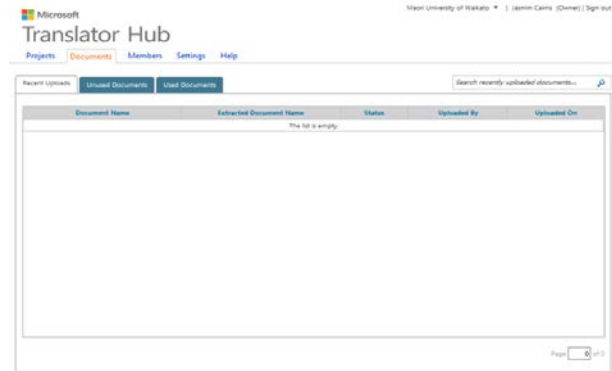 Microsoft
Maori University of Waikato | Jasmin Cairns (Owner) | Sign out
Translator Hub
Projects Documents Members Settings Help
Recent Uploads Unused Documents Used Documents Search recently uploaded documents...
Document Name Extracted Document Name Status Uploaded By Uploaded On
The list is empty.
Page 0 of 0